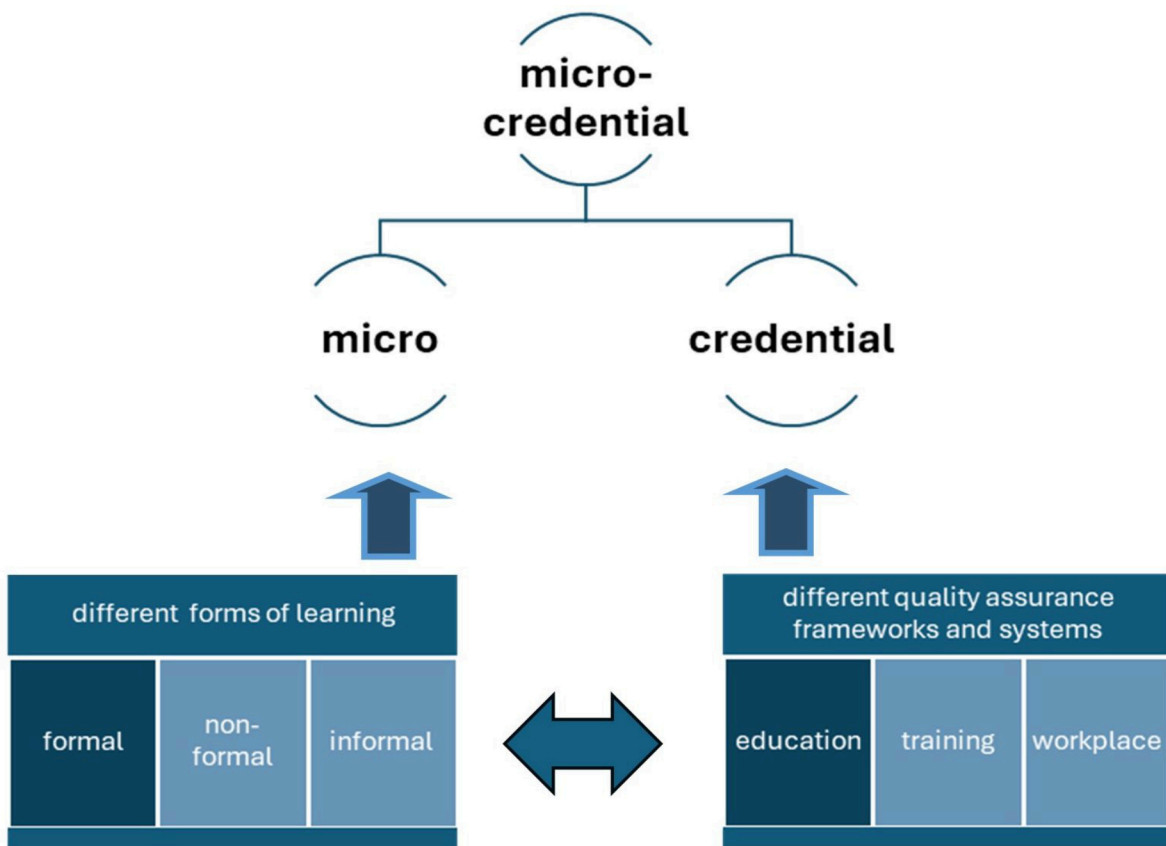 micro-
credential
micro
credential
different forms of learning
formal
non-
formal
informal
different quality assurance
frameworks and systems
education
training
workplace